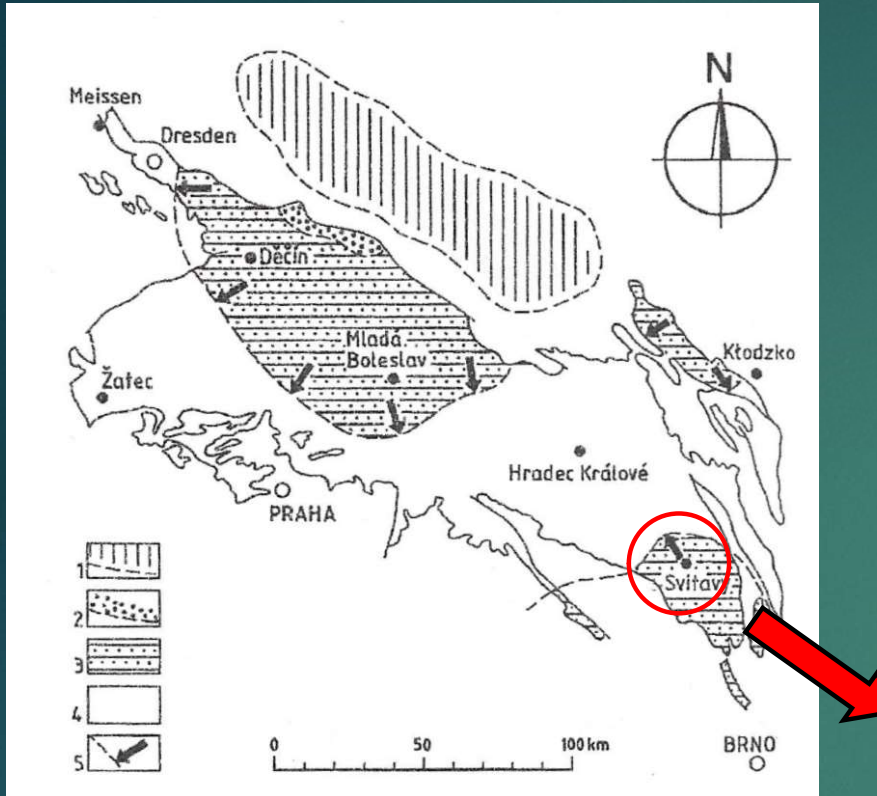 N
Meissen
Dresden
Děčín
Mladá
Boleslav
Kłodzko
Žatec
Hradec Králové
PRAHA
Svitav
1
2
3
4
5
0 50 100 km
BRNO